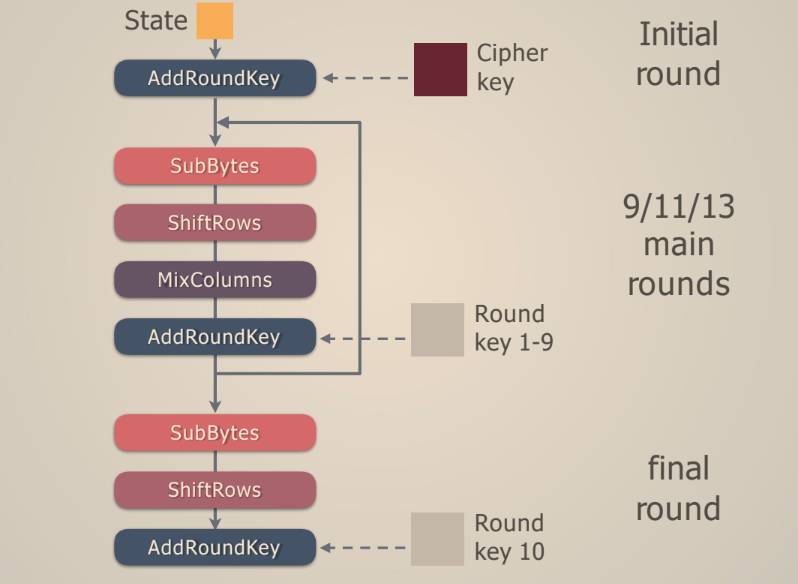 State
AddRoundKey
Cipher
key
Initial
round
SubBytes
ShiftRows
MixColumns
AddRoundKey
Round
key 1-9
9/11/13
main
rounds
SubBytes
ShiftRows
AddRoundKey
Round
key 10
final
round